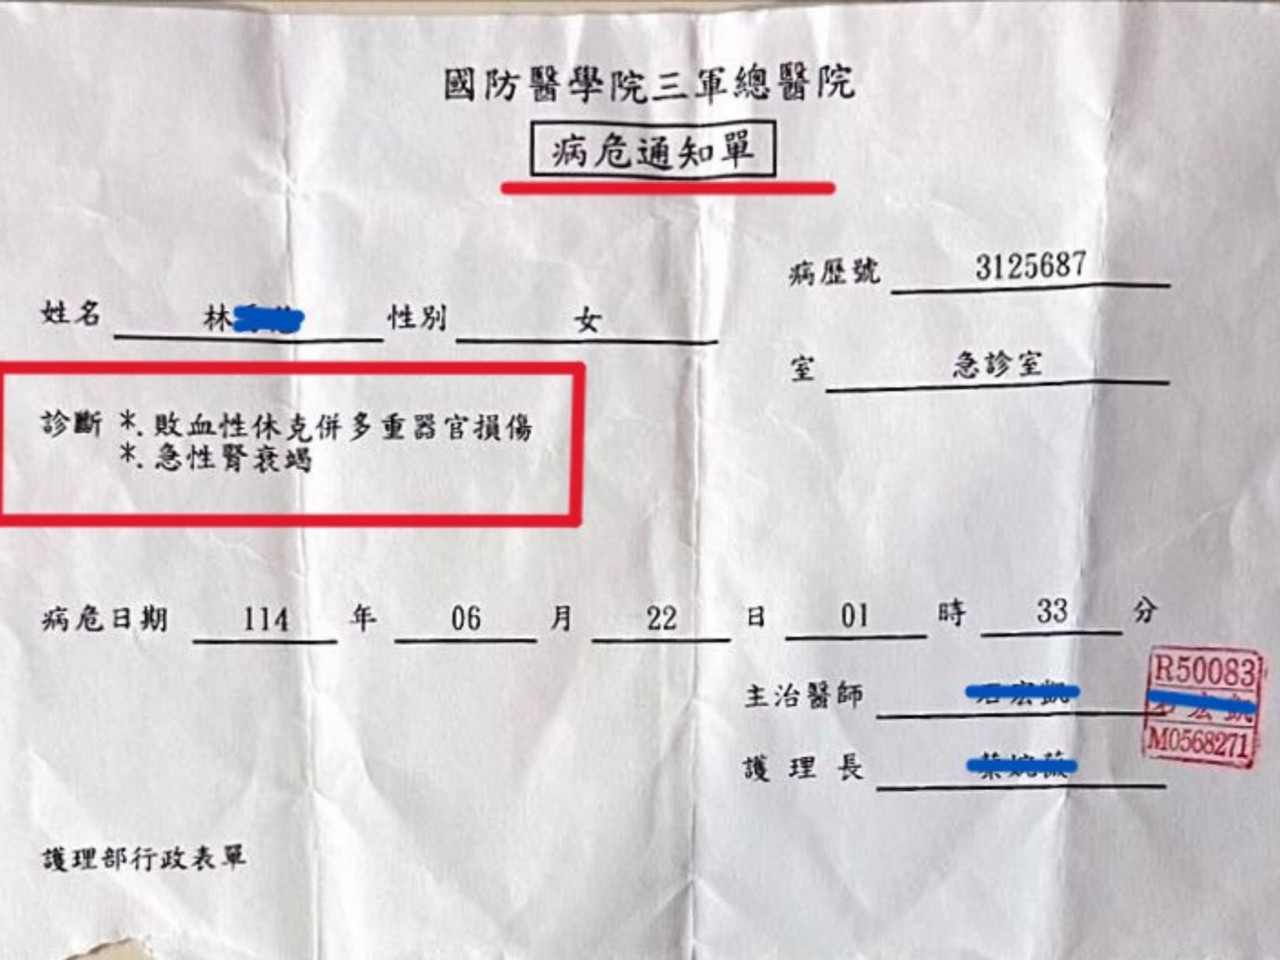 國防醫學院三軍總醫院
病危通知單
病歷號 3125687
姓名 林 性別 女
室 急診室
診斷 *. 敗血性休克併多重器官損傷
*. 急性腎衰竭
病危日期 114 年 06 月 22 日 01 時 33 分
主治醫師
R50083
M0568271
護理長
護理部行政表單